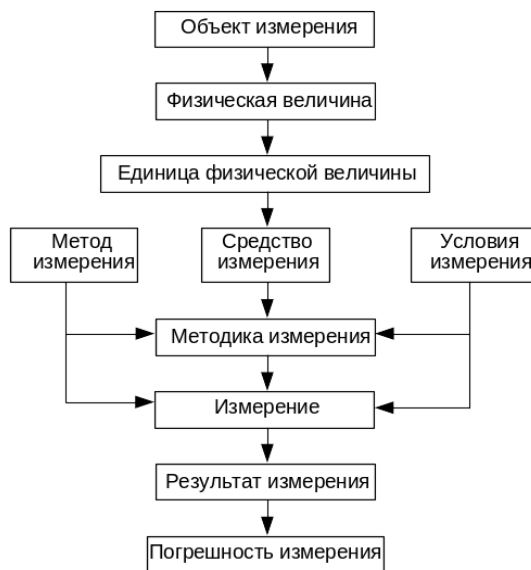 Объект измерения
Физическая величина
Единица физической величины
Метод
измерения
Средство
измерения
Условия
измерения
Методика измерения
Измерение
Результат измерения
Погрешность измерения